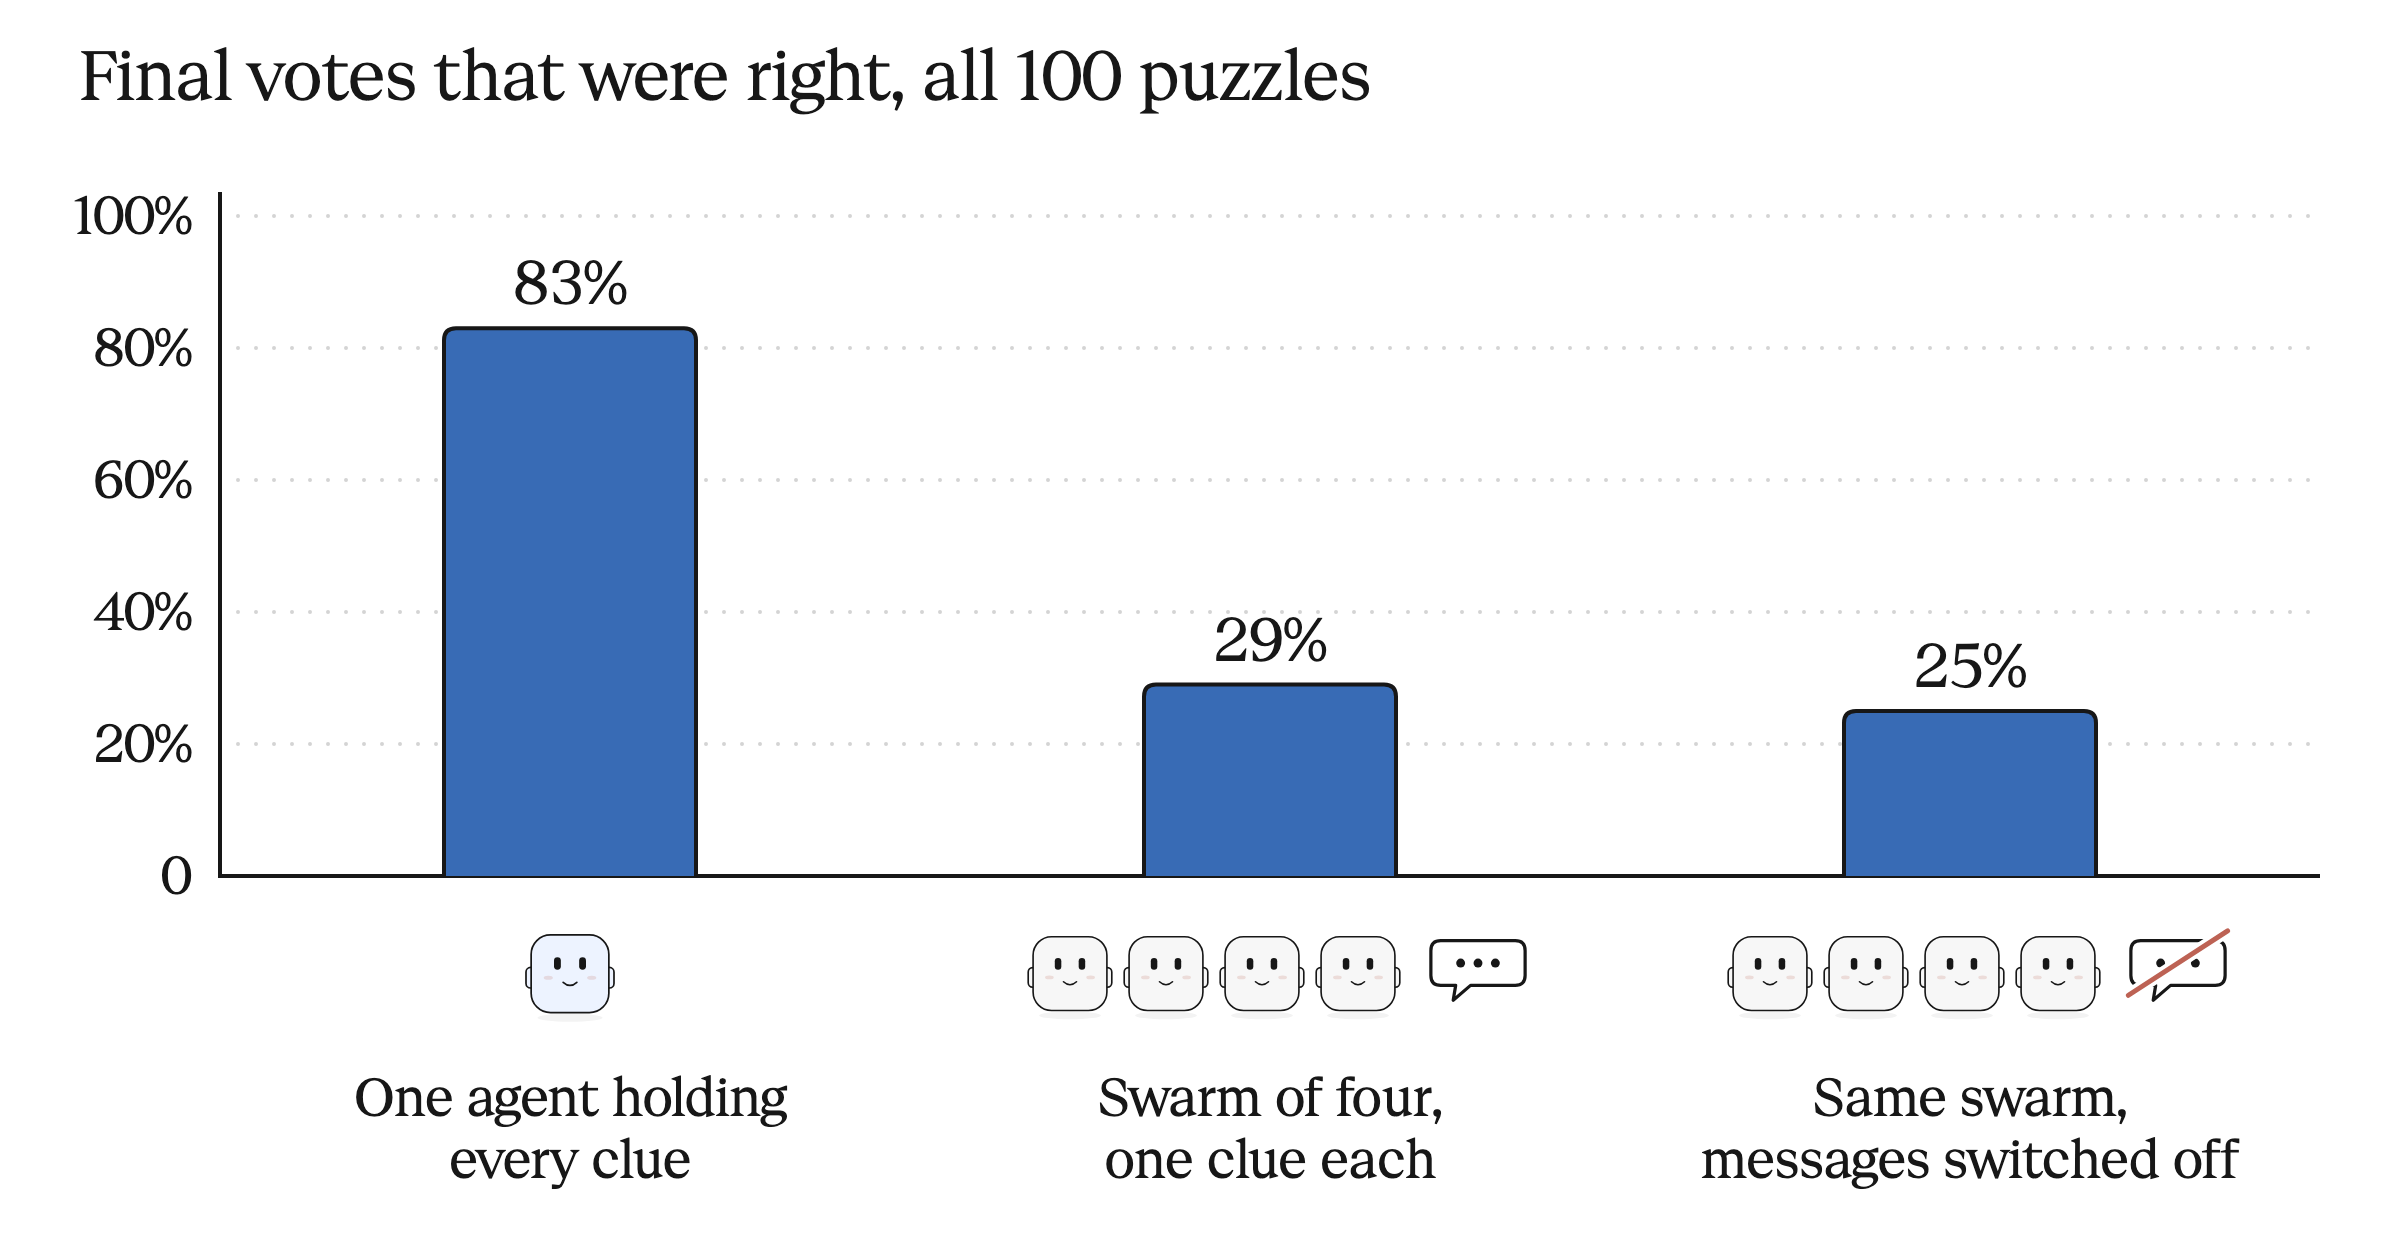 Final votes that were right, all 100 puzzles
100%
80%
60%
40%
20%
0
83%
29%
25%
One agent holding
every clue
Swarm of four,
one clue each
Same swarm,
messages switched off